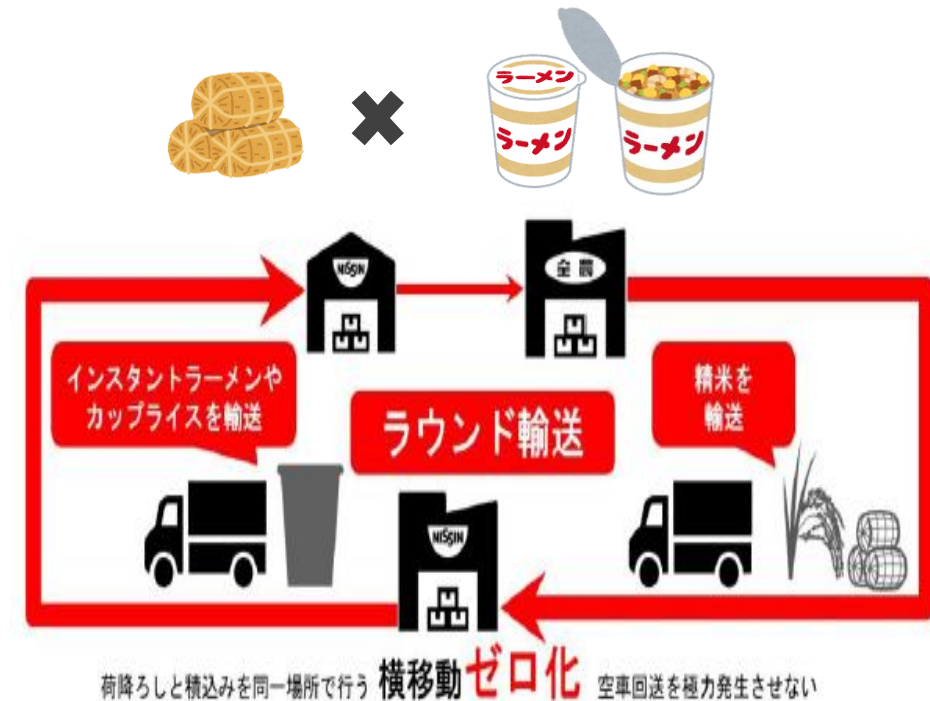 ラーメン
ラーメン
ラーメン
NISSIN
全農
インスタントラーメンや
カップライスを輸送
精米を
輸送
ラウンド輸送
NISSIN
荷降ろしと積込みを同一場所で行う 横移動ゼロ化 空車回送を極力発生させない